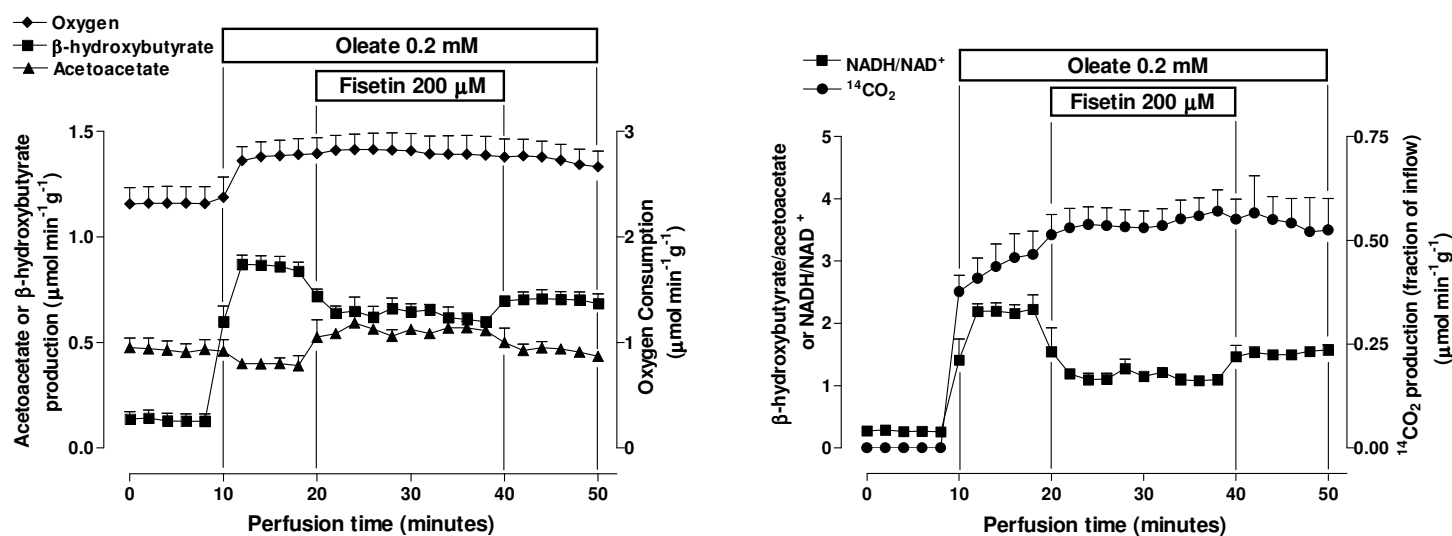 Oxygen
β-hydroxybutyrate
Acetoacetate
Oleate 0.2 mM
Fisetin 200 μM
Acetoacetate or β-hydroxybutyrate
production (μmol min⁻¹g⁻¹)
1.5
1.0
0.5
0.0
3
2
1
0
Oxygen Consumption
(μmol min⁻¹g⁻¹)
0 10 20 30 40 50
Perfusion time (minutes)
NADH/NAD⁺
¹⁴CO₂
Oleate 0.2 mM
Fisetin 200 μM
β-hydroxybutyrate/acetoacetate
or NADH/NAD⁺
5
4
3
2
1
0
0.75
0.50
0.25
0.00
¹⁴CO₂ production (fraction of inflow)
(μmol min⁻¹g⁻¹)
0 10 20 30 40 50
Perfusion time (minutes)